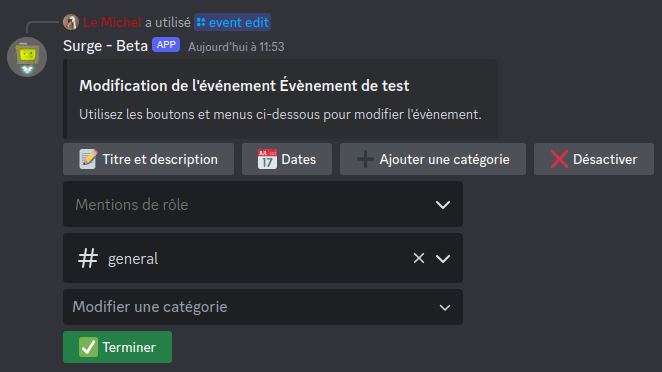 Le Michel a utilisé event edit
Surge - Beta APP Aujourd'hui à 11:53
Modification de l'événement Évènement de test
Utilisez les boutons et menus ci-dessous pour modifier l'évènement.
Titre et description JUL 17 Dates Ajouter une catégorie Désactiver
Mentions de rôle
# general
Modifier une catégorie
Terminer